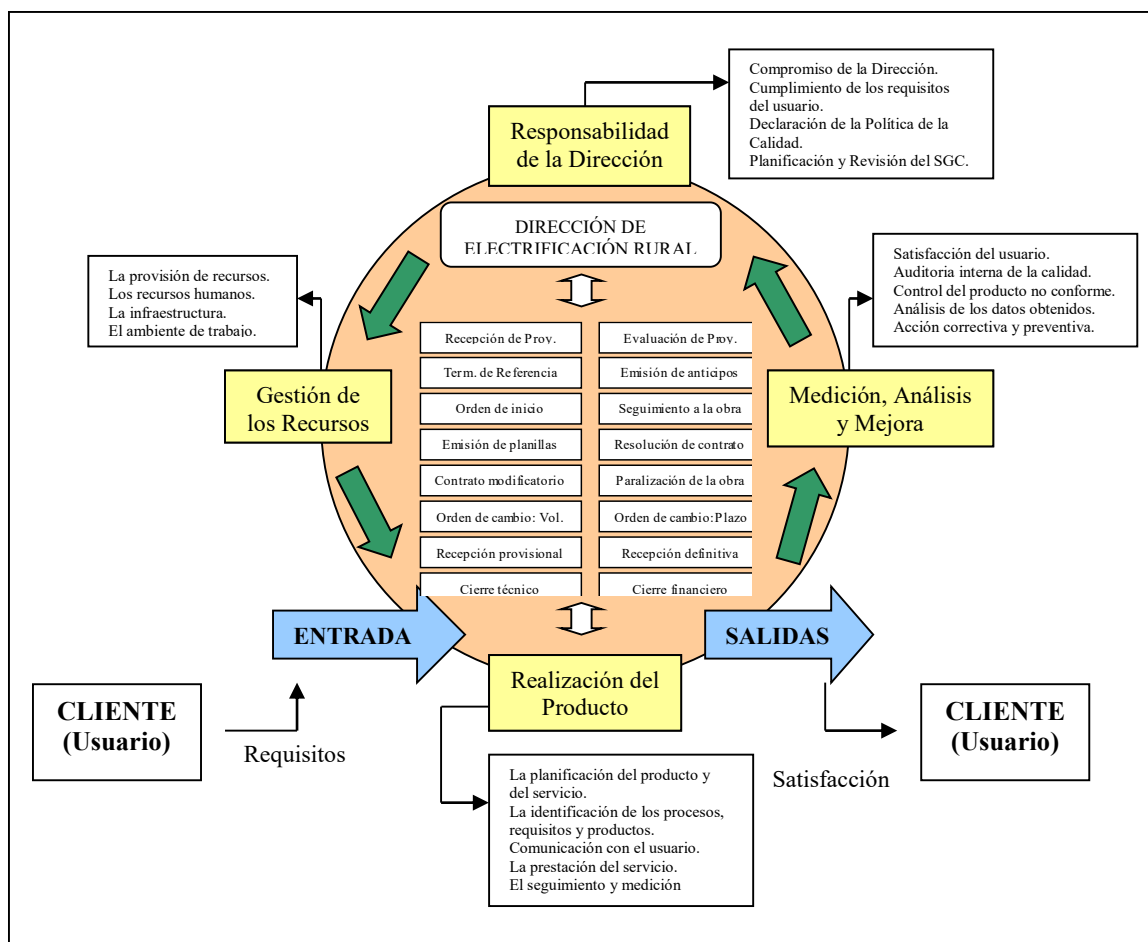 Compromiso de la Dirección.
Cumplimiento de los requisitos
del usuario.
Declaración de la Política de la
Calidad.
Planificación y Revisión del SGC.
Responsabilidad
de la Dirección
DIRECCIÓN DE
ELECTRIFICACIÓN RURAL
La provisión de recursos.
Los recursos humanos.
La infraestructura.
El ambiente de trabajo.
Satisfacción del usuario.
Auditoria interna de la calidad.
Control del producto no conforme.
Análisis de los datos obtenidos.
Acción correctiva y preventiva.
Gestión de
los Recursos
Medición, Análisis
y Mejora
Recepción de Proy.
Evaluación de Proy.
Term. de Referencia
Emisión de anticipos
Orden de inicio
Seguimiento a la obra
Emisión de planillas
Resolución de contrato
Contrato modificatorio
Paralización de la obra
Orden de cambio: Vol.
Orden de cambio:Plazo
Recepción provisional
Recepción definitiva
Cierre técnico
Cierre financiero
ENTRADA
SALIDAS
Realización del
Producto
CLIENTE
(Usuario)
Requisitos
Satisfacción
CLIENTE
(Usuario)
La planificación del producto y
del servicio.
La identificación de los procesos,
requisitos y productos.
Comunicación con el usuario.
La prestación del servicio.
El seguimiento y medición